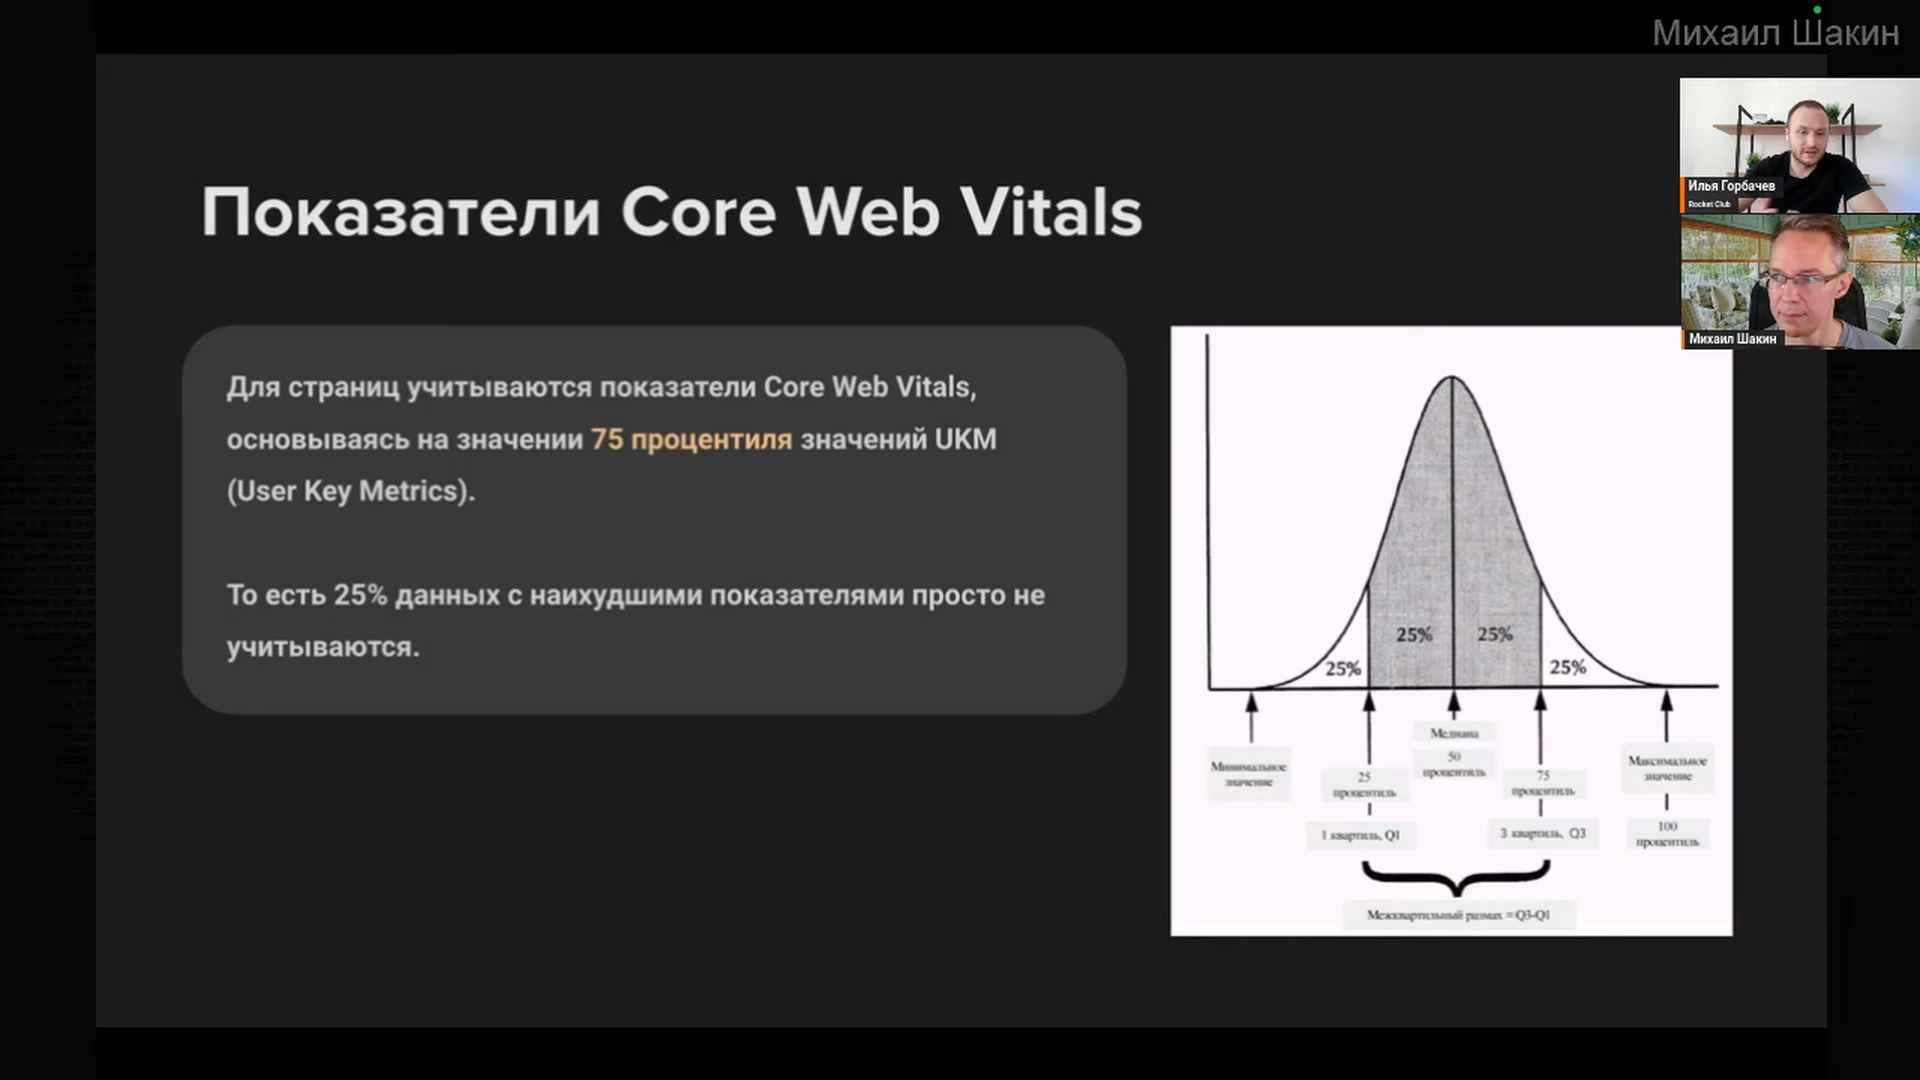 Михаил Шакин
Илья Горбачев
Rocket Club
Михаил Шакин
Показатели Core Web Vitals
Для страниц учитываются показатели Core Web Vitals,
основываясь на значении 75 процентиля значений UKM
(User Key Metrics).
То есть 25% данных с наихудшими показателями просто не
учитываются.
25%
25%
25%
25%
Минимальное
значение
25
процентиль
1 квартиль, Q1
Медиана
50
процентиль
75
процентиль
3 квартиль, Q3
Максимальное
значение
100
процентиль
Межквартильный размах = Q3-Q1